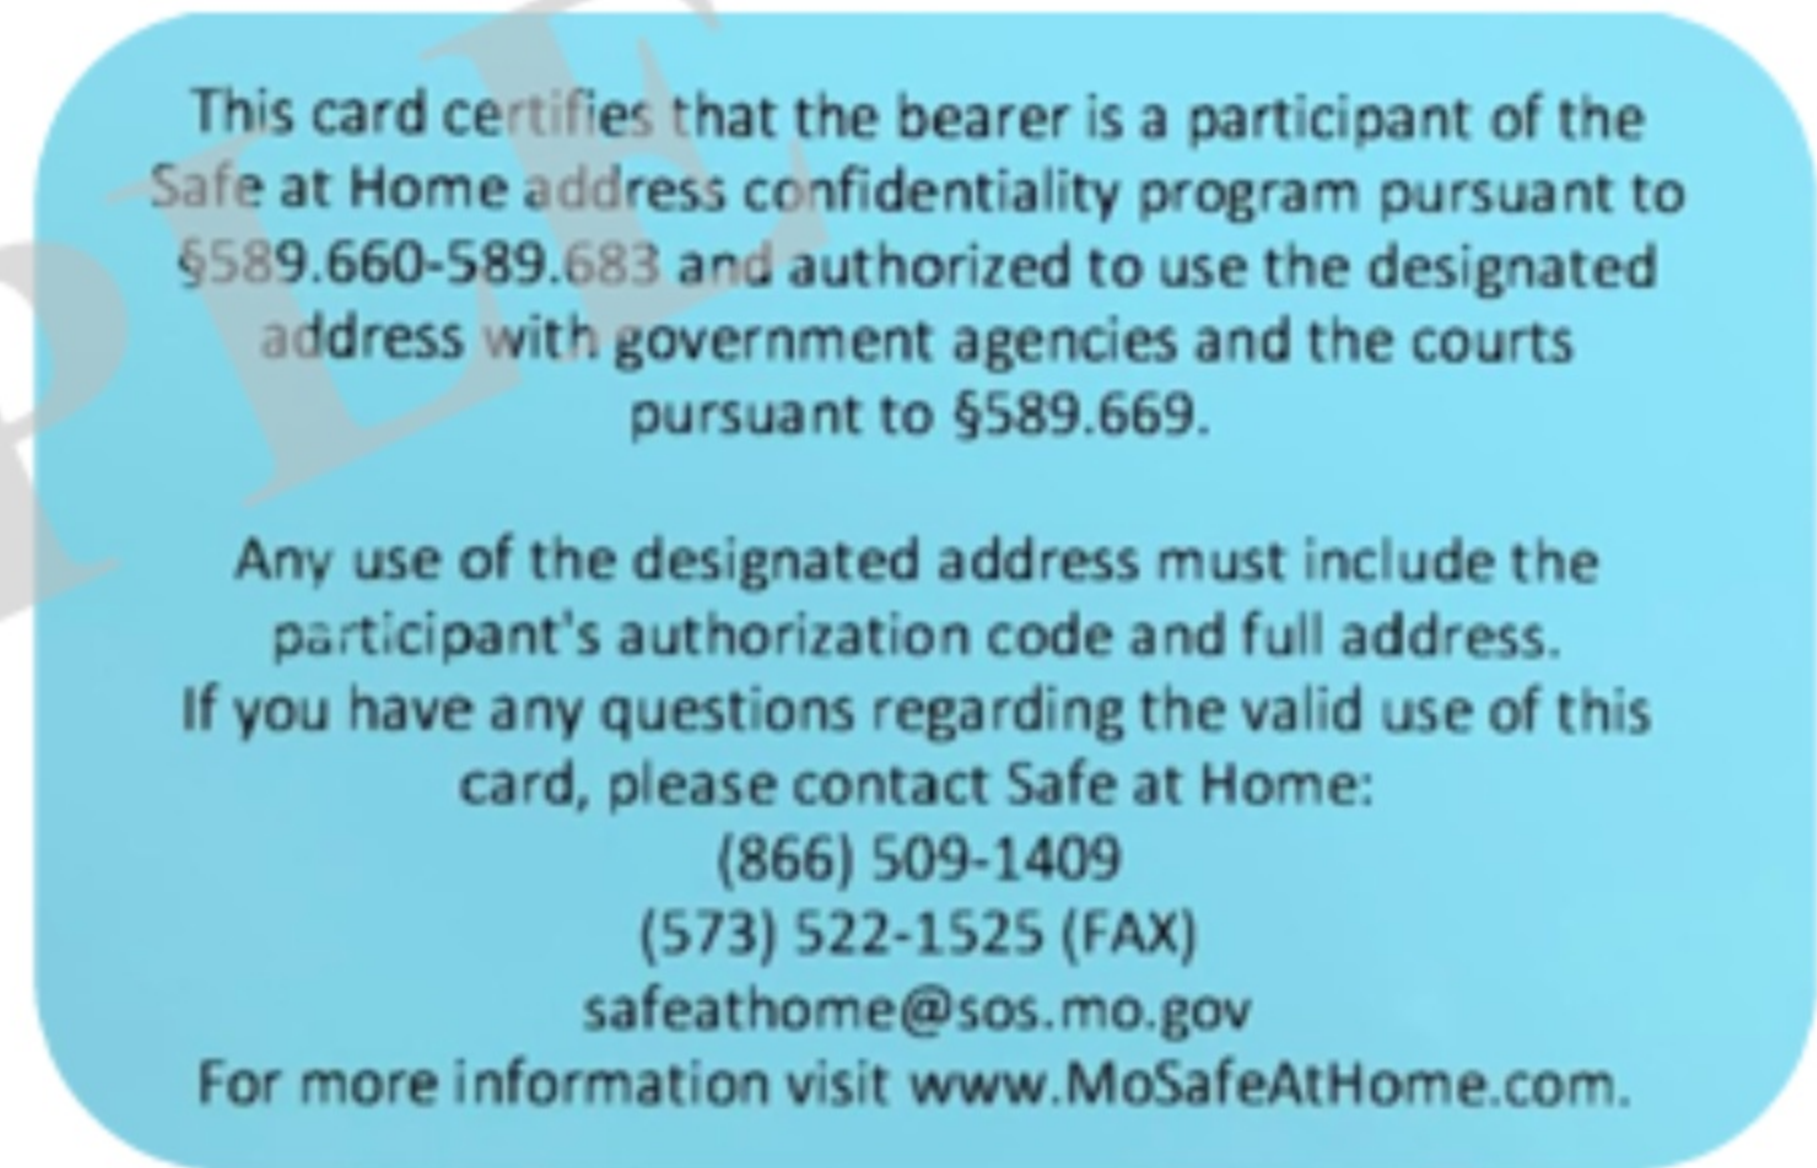 This card certifies that the bearer is a participant of the
Safe at Home address confidentiality program pursuant to
§589.660-589.683 and authorized to use the designated
address with government agencies and the courts
pursuant to §589.669.
Any use of the designated address must include the
participant's authorization code and full address.
If you have any questions regarding the valid use of this
card, please contact Safe at Home:
(866) 509-1409
(573) 522-1525 (FAX)
safeathome@sos.mo.gov
For more information visit www.MoSafeAtHome.com.
PLE